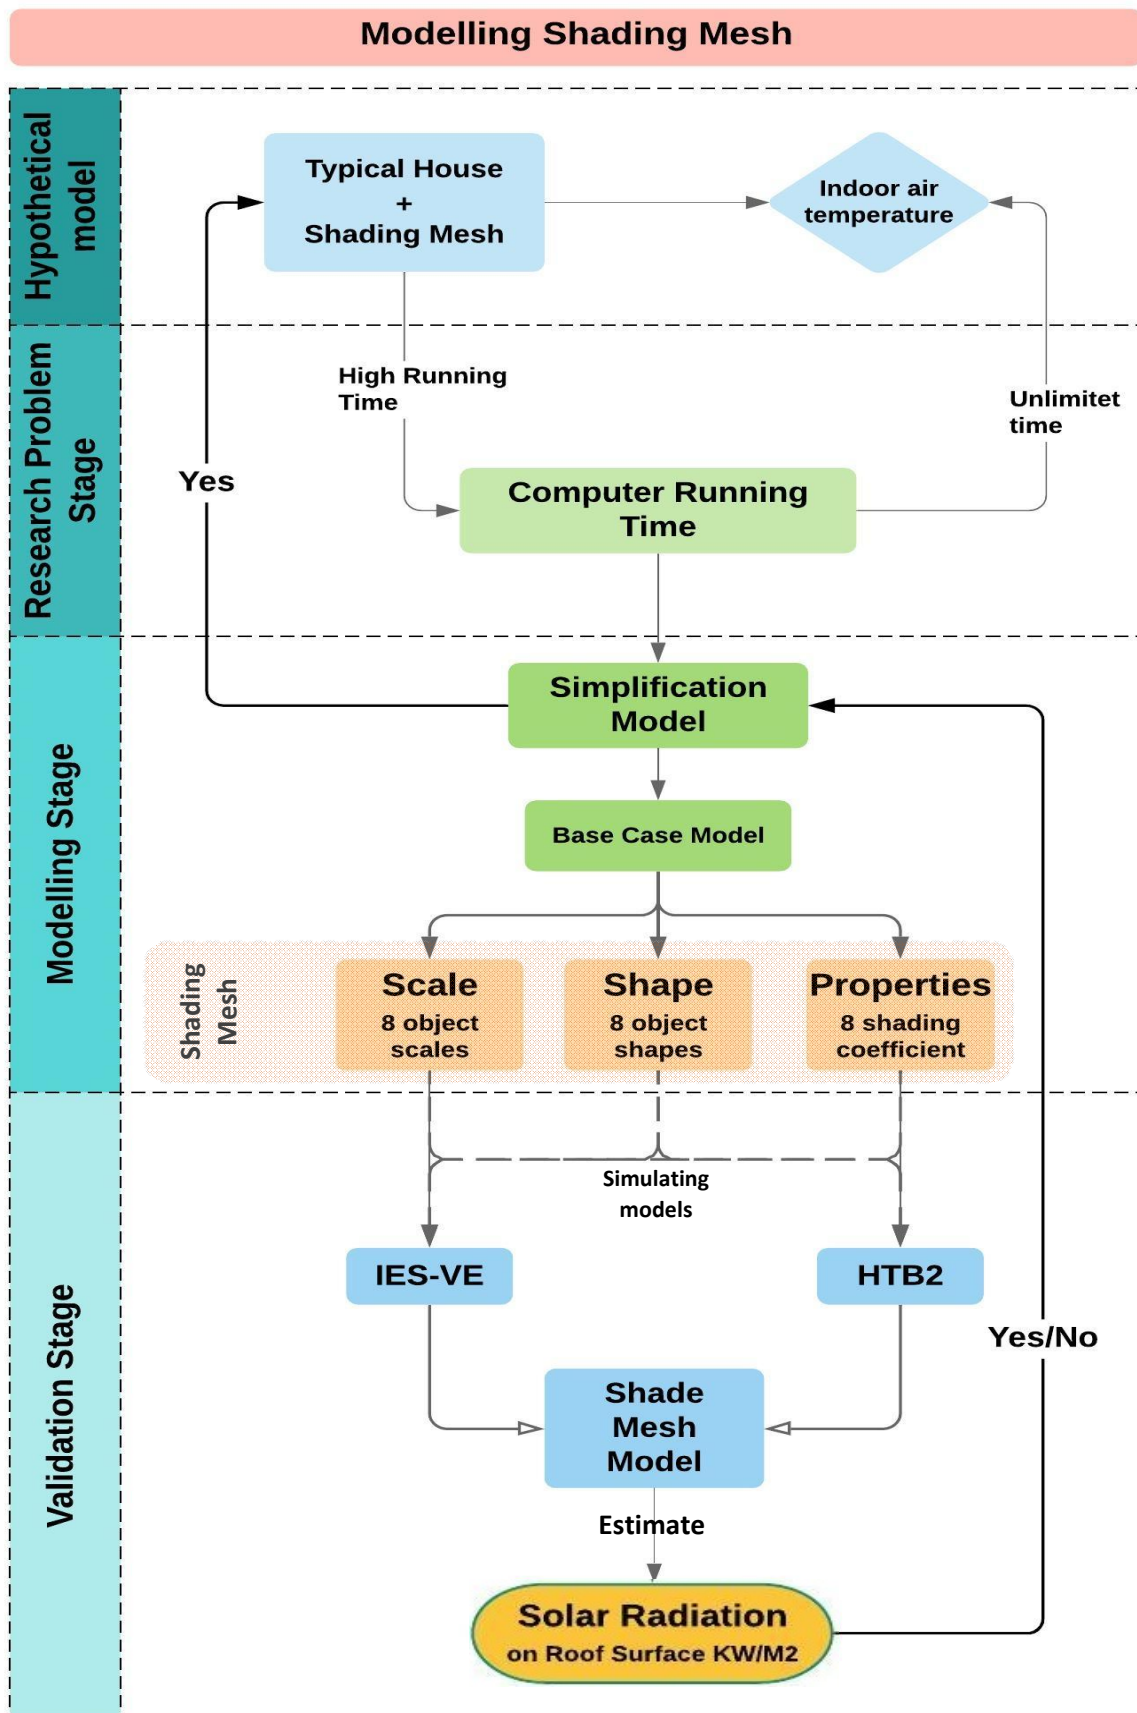 Modelling Shading Mesh
Hypothetical
model
Typical House
+
Shading Mesh
Indoor air
temperature
Research Problem
Stage
High Running
Time
Unlimitet
time
Yes
Computer Running
Time
Modelling Stage
Simplification
Model
Base Case Model
Shading
Mesh
Scale
8 object
scales
Shape
8 object
shapes
Properties
8 shading
coefficient
Validation Stage
Simulating
models
IES-VE
HTB2
Yes/No
Shade
Mesh
Model
Estimate
Solar Radiation
on Roof Surface KW/M2